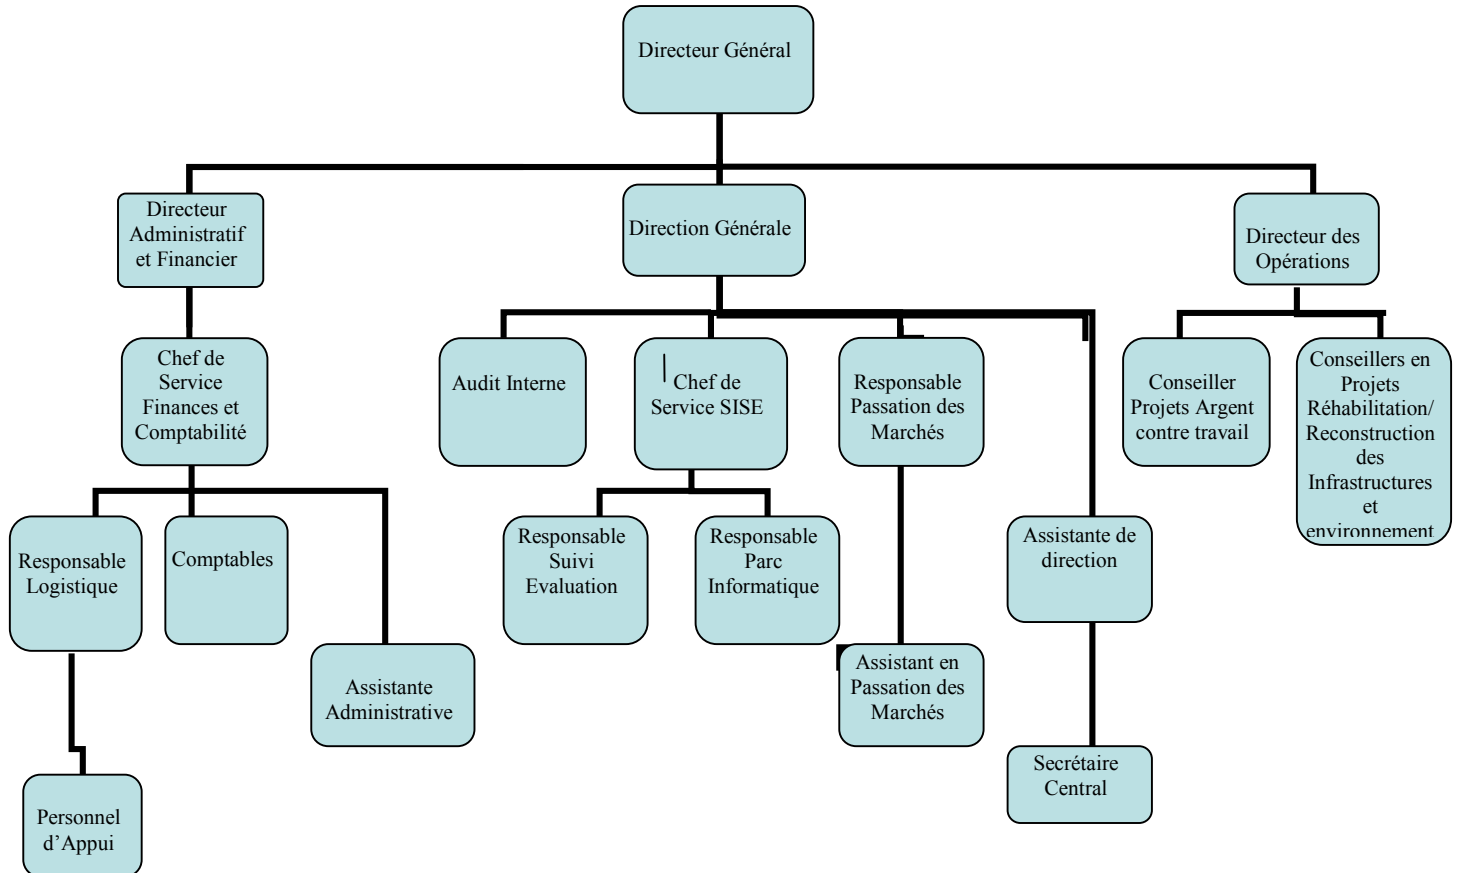 Directeur Général
Directeur
Administratif
et Financier
Direction Générale
Directeur des
Opérations
Chef de
Service
Finances et
Comptabilité
Audit Interne
Chef de
Service SISE
Responsable
Passation des
Marchés
Conseiller
Projets Argent
contre travail
Conseillers en
Projets
Réhabilitation/
Reconstruction
des
Infrastructures
et
environnement
Responsable
Logistique
Comptables
Assistante
Administrative
Responsable
Suivi
Evaluation
Responsable
Parc
Informatique
Assistant en
Passation des
Marchés
Assistante de
direction
Secrétaire
Central
Personnel
d’Appui